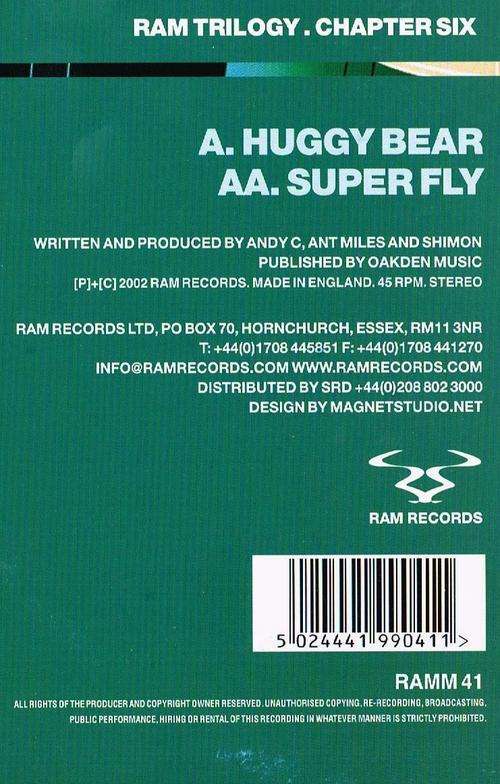 RAM TRILOGY . CHAPTER SIX
A. HUGGY BEAR
AA. SUPER FLY
WRITTEN AND PRODUCED BY ANDY C, ANT MILES AND SHIMON
PUBLISHED BY OAKDEN MUSIC
[P]+[C] 2002 RAM RECORDS. MADE IN ENGLAND. 45 RPM. STEREO
RAM RECORDS LTD, PO BOX 70, HORNCHURCH, ESSEX, RM11 3NR
T: +44(0)1708 445851 F: +44(0)1708 441270
INFO@RAMRECORDS.COM WWW.RAMRECORDS.COM
DISTRIBUTED BY SRD +44(0)208 802 3000
DESIGN BY MAGNETSTUDIO.NET
RAM RECORDS
5 024441 990411 >
RAMM 41
ALL RIGHTS OF THE PRODUCER AND COPYRIGHT OWNER RESERVED. UNAUTHORISED COPYING, RE-RECORDING, BROADCASTING,
PUBLIC PERFORMANCE, HIRING OR RENTAL OF THIS RECORDING IN WHATEVER MANNER IS STRICTLY PROHIBITED.